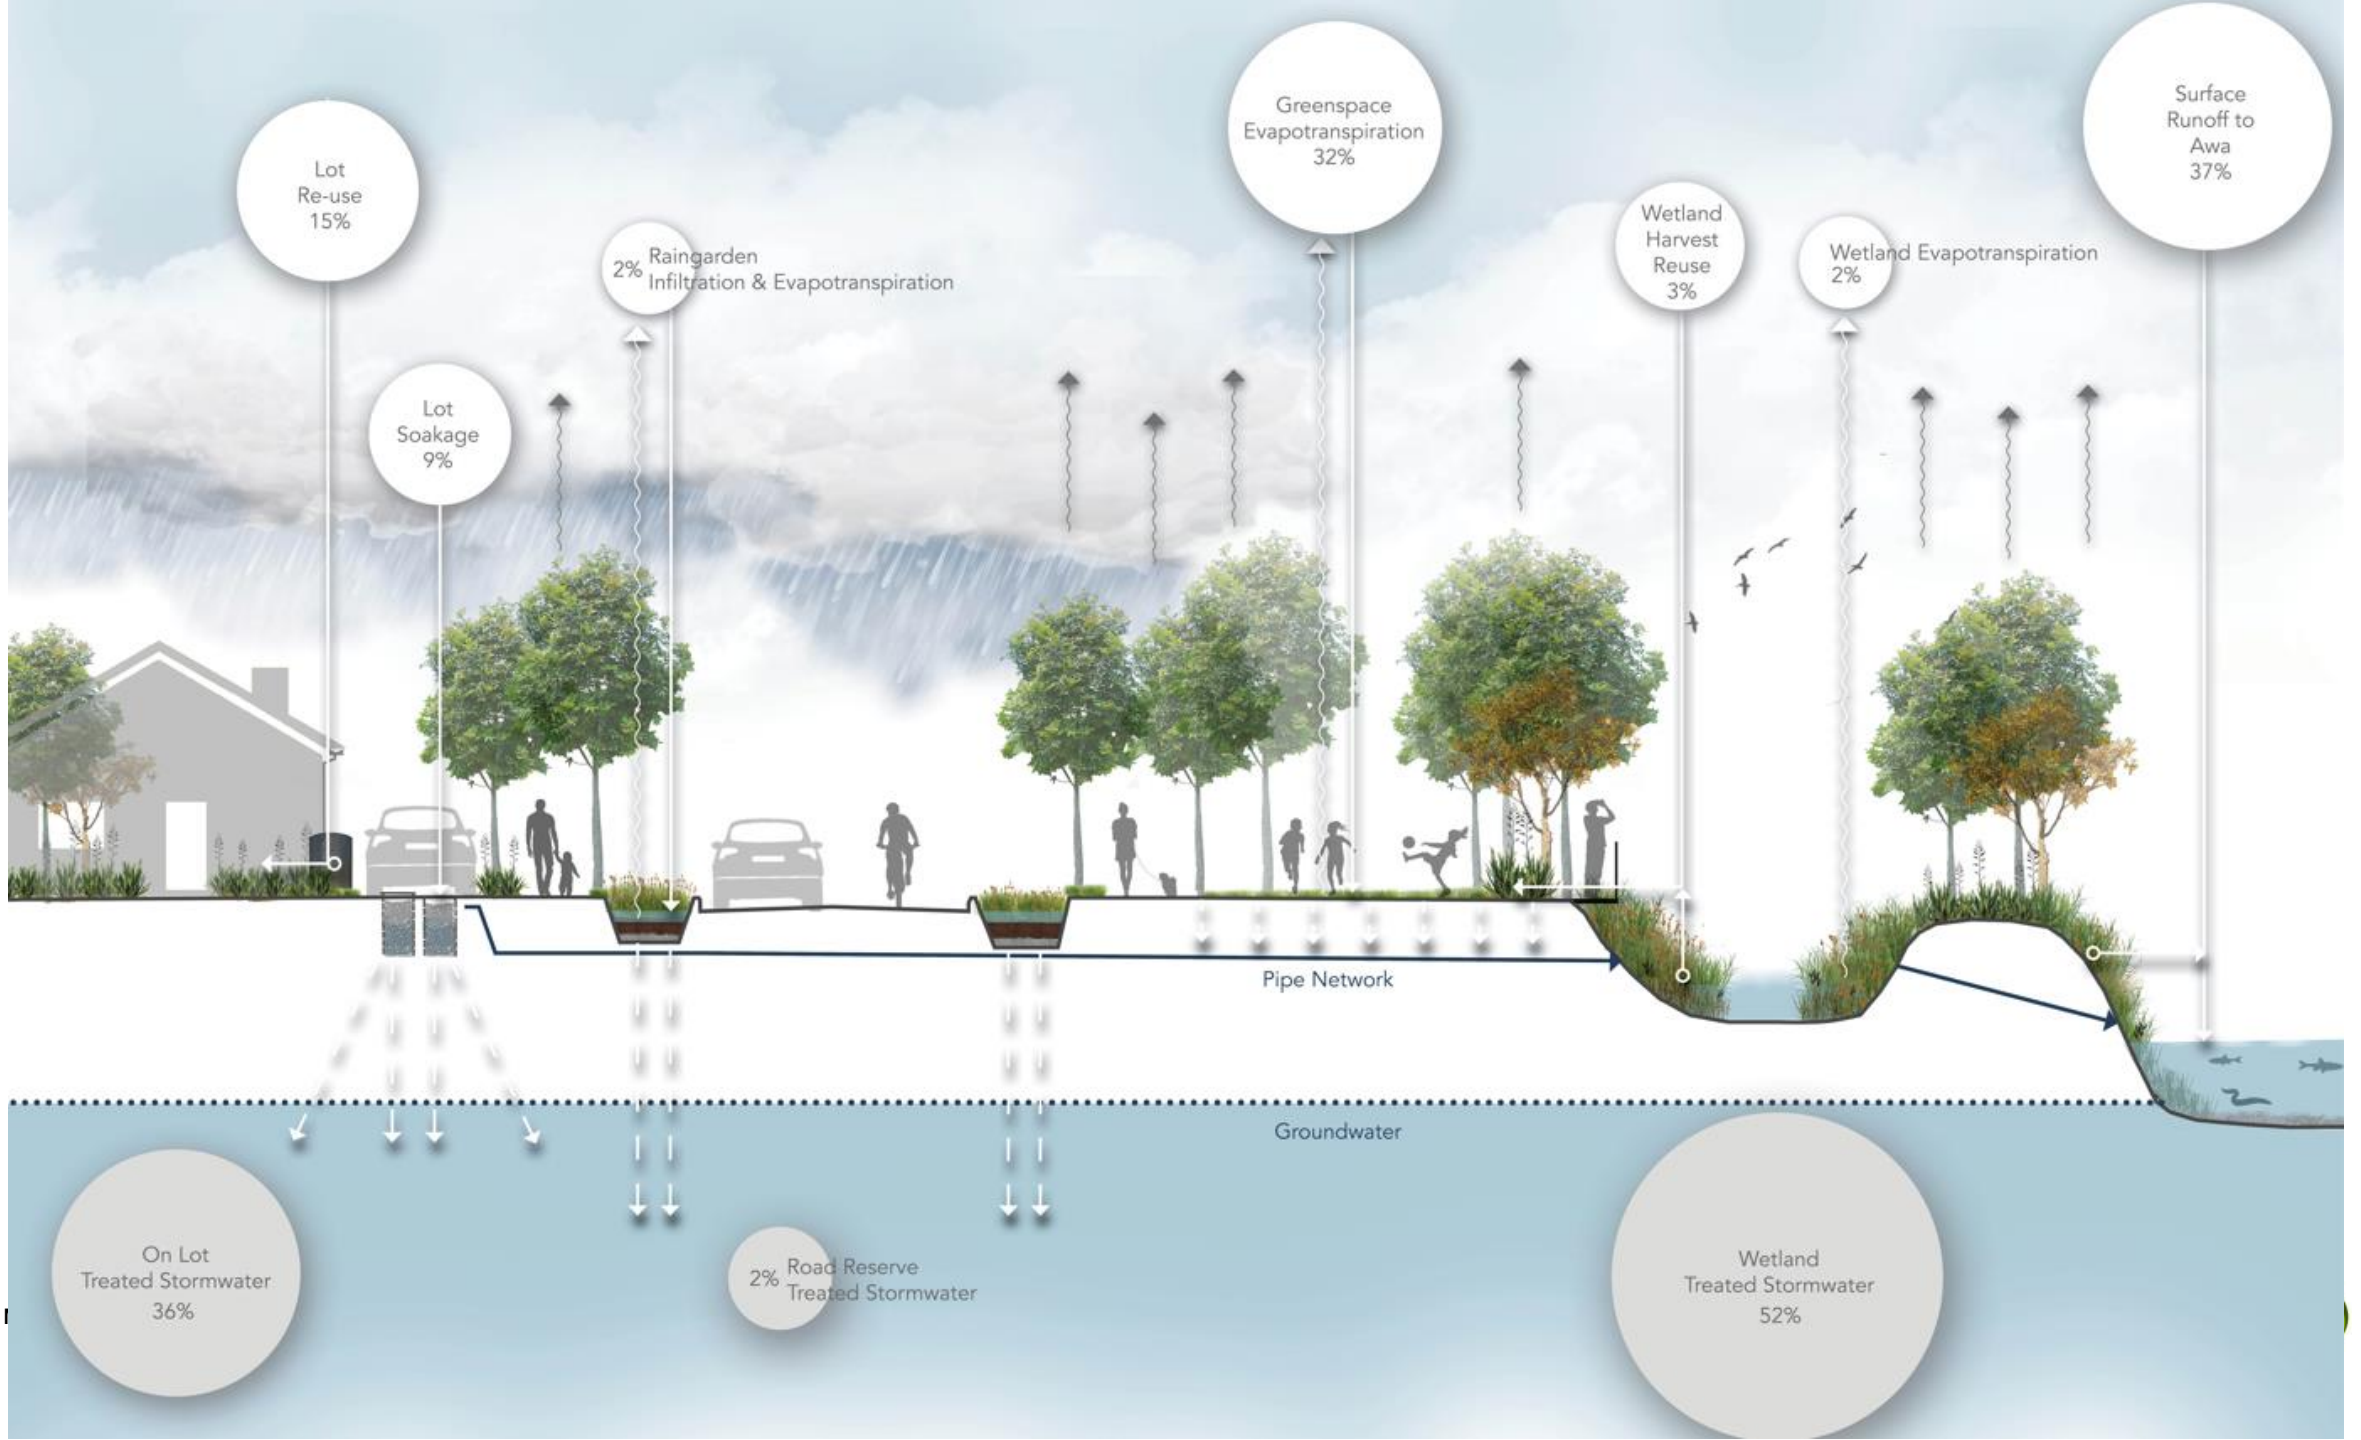 Lot
Re-use
15%
Lot
Soakage
9%
2% Raingarden
Infiltration & Evapotranspiration
Greenspace
Evapotranspiration
32%
Wetland
Harvest
Reuse
3%
Wetland Evapotranspiration
2%
Surface
Runoff to
Awa
37%
Pipe Network
Groundwater
On Lot
Treated Stormwater
36%
2% Road Reserve
Treated Stormwater
Wetland
Treated Stormwater
52%